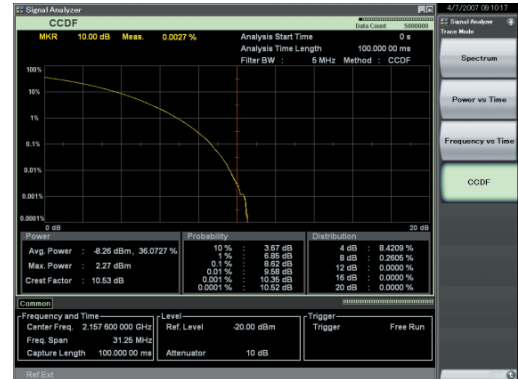 Signal Analyzer
4/7/2007 09:10:17
CCDF
Data Count 5000000
MKR 10.00 dB Meas. 0.0027 %
Analysis Start Time 0 s
Analysis Time Length 100.000 00 ms
Filter BW : 5 MHz Method : CCDF
100%
10%
1%
0.1%
0.01%
0.001%
0.0001%
0 dB
20 dB
Power
Avg. Power : -8.26 dBm, 36.0727 %
Max. Power : 2.27 dBm
Crest Factor : 10.53 dB
Probability
10 % : 3.67 dB
1 % : 6.85 dB
0.1 % : 8.62 dB
0.01 % : 9.58 dB
0.001 % : 10.35 dB
0.0001 % : 10.52 dB
Distribution
4 dB : 8.4209 %
8 dB : 0.2605 %
12 dB : 0.0000 %
16 dB : 0.0000 %
20 dB : 0.0000 %
Common
Frequency and Time
Center Freq. 2.157 600 000 GHz
Freq. Span 31.25 MHz
Capture Length 100.000 00 ms
Level
Ref. Level -20.00 dBm
Attenuator 10 dB
Trigger
Trigger Free Run
Ref.Ext
Signal Analyzer
Trace Mode
Spectrum
Power vs Time
Frequency vs Time
CCDF